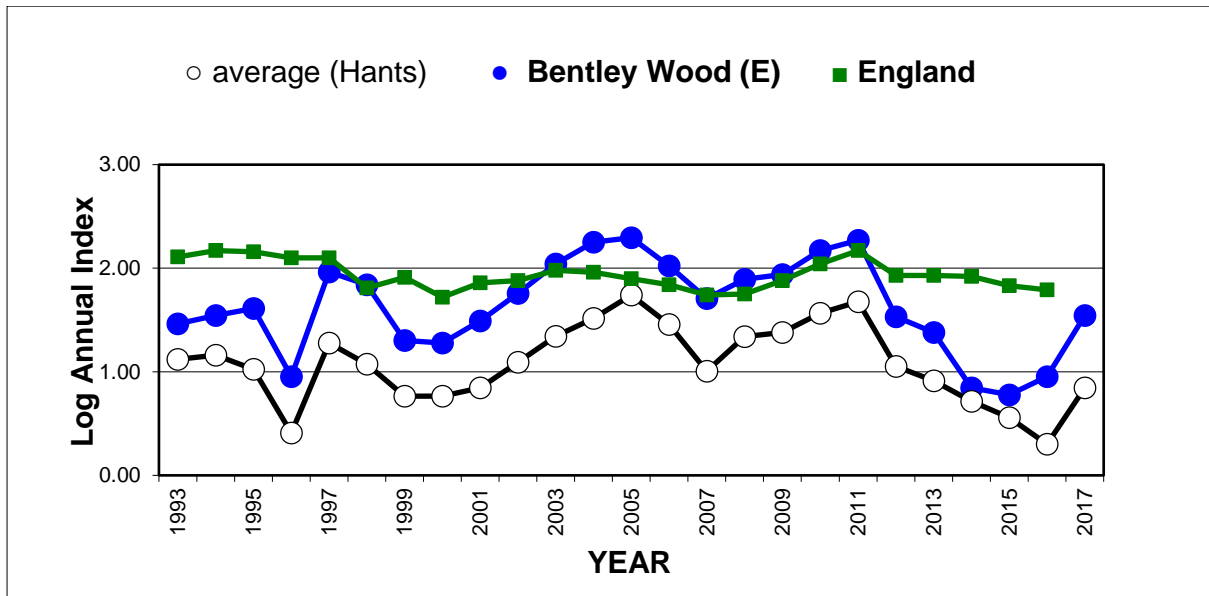 average (Hants) Bentley Wood (E) England
3.00
2.00
1.00
0.00
Log Annual Index
1993 1995 1997 1999 2001 2003 2005 2007 2009 2011 2013 2015 2017
YEAR